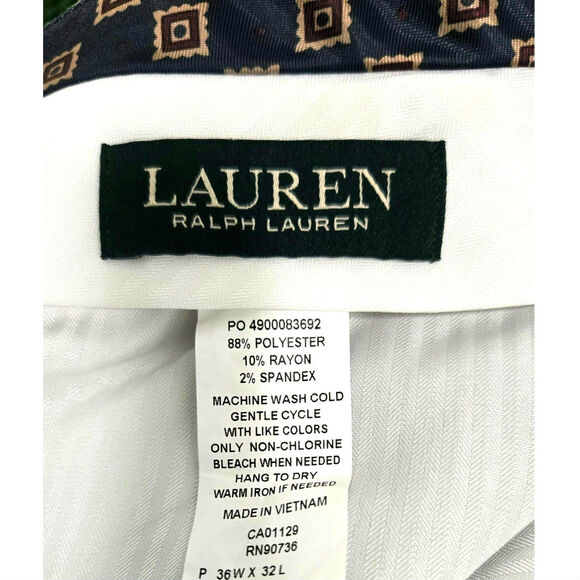 LAUREN
RALPH LAUREN
PO 4900083692
88% POLYESTER
10% RAYON
2% SPANDEX
MACHINE WASH COLD
GENTLE CYCLE
WITH LIKE COLORS
ONLY NON-CHLORINE
BLEACH WHEN NEEDED
HANG TO DRY
WARM IRON IF NEEDED
MADE IN VIETNAM
CA01129
RN90736
P 36W X 32L